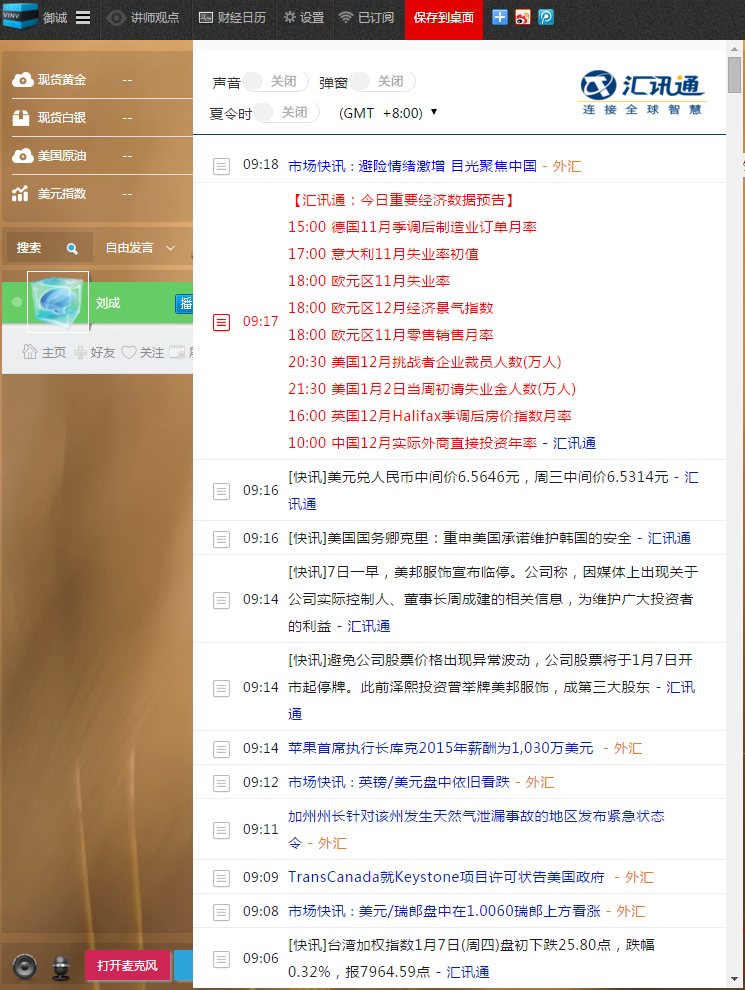 VINV 御诚 讲师观点 财经日历 设置 已订阅 保存到桌面
现货黄金 --
现货白银 --
美国原油 --
美元指数 --
搜索 自由发言
刘成 播
主页 好友 关注
打开麦克风
声音 关闭 弹窗 关闭
夏令时 关闭 (GMT +8:00)
汇讯通
连接全球智慧
09:18 市场快讯：避险情绪激增 目光聚焦中国 - 外汇
【汇讯通：今日重要经济数据预告】
15:00 德国11月季调后制造业订单月率
17:00 意大利11月失业率初值
18:00 欧元区11月失业率
18:00 欧元区12月经济景气指数
09:17
18:00 欧元区11月零售销售月率
20:30 美国12月挑战者企业裁员人数(万人)
21:30 美国1月2日当周初请失业金人数(万人)
16:00 英国12月Halifax季调后房价指数月率
10:00 中国12月实际外商直接投资年率 - 汇讯通
09:16 [快讯]美元兑人民币中间价6.5646元，周三中间价6.5314元 - 汇
讯通
09:16 [快讯]美国国务卿克里：重申美国承诺维护韩国的安全 - 汇讯通
[快讯]7日一早，美邦服饰宣布临停。公司称，因媒体上出现关于
09:14 公司实际控制人、董事长周成建的相关信息，为维护广大投资者
的利益 - 汇讯通
[快讯]避免公司股票价格出现异常波动，公司股票将于1月7日开
09:14 市起停牌。此前泽熙投资曾举牌美邦服饰，成第三大股东 - 汇讯
通
09:14 苹果首席执行长库克2015年薪酬为1,030万美元 - 外汇
09:12 市场快讯：英镑/美元盘中依旧看跌 - 外汇
09:11 加州州长针对该州发生天然气泄漏事故的地区发布紧急状态
令 - 外汇
09:09 TransCanada就Keystone项目许可状告美国政府 - 外汇
09:08 市场快讯：美元/瑞郎盘中在1.0060瑞郎上方看涨 - 外汇
09:06 [快讯]台湾加权指数1月7日(周四)盘初下跌25.80点，跌幅
0.32%，报7964.59点 - 汇讯通